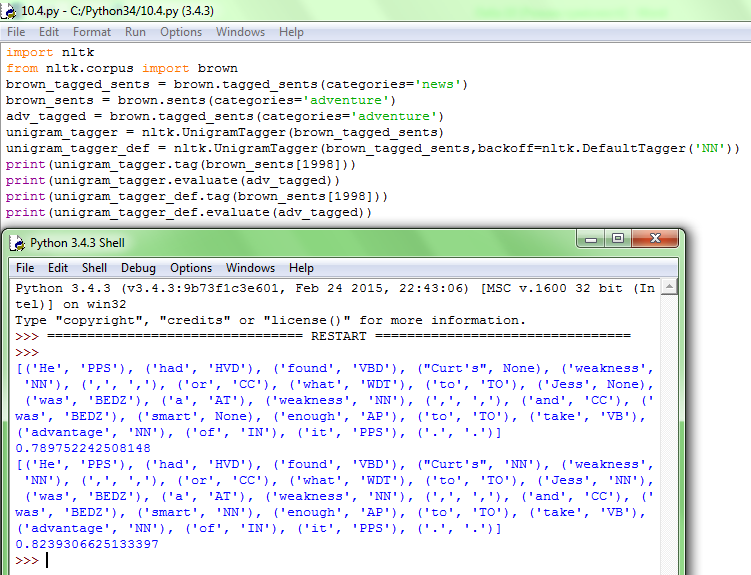 10.4.py - C:/Python34/10.4.py (3.4.3)
File Edit Format Run Options Windows Help
import nltk
from nltk.corpus import brown
brown_tagged_sents = brown.tagged_sents(categories='news')
brown_sents = brown.sents(categories='adventure')
adv_tagged = brown.tagged_sents(categories='adventure')
unigram_tagger = nltk.UnigramTagger(brown_tagged_sents)
unigram_tagger_def = nltk.UnigramTagger(brown_tagged_sents,backoff=nltk.DefaultTagger('NN'))
print(unigram_tagger.tag(brown_sents[1998]))
print(unigram_tagger.evaluate(adv_tagged))
print(unigram_tagger_def.tag(brown_sents[1998]))
print(unigram_tagger_def.evaluate(adv_tagged))
Python 3.4.3 Shell
File Edit Shell Debug Options Windows Help
Python 3.4.3 (v3.4.3:9b73f1c3e601, Feb 24 2015, 22:43:06) [MSC v.1600 32 bit (In
tel)] on win32
Type "copyright", "credits" or "license()" for more information.
>>> ================================ RESTART ================================
>>>
[('He', 'PPS'), ('had', 'HVD'), ('found', 'VBD'), ("Curt's", None), ('weakness',
 'NN'), (',', ','), ('or', 'CC'), ('what', 'WDT'), ('to', 'TO'), ('Jess', None),
 ('was', 'BEDZ'), ('a', 'AT'), ('weakness', 'NN'), (',', ','), ('and', 'CC'), ('
was', 'BEDZ'), ('smart', None), ('enough', 'AP'), ('to', 'TO'), ('take', 'VB'),
('advantage', 'NN'), ('of', 'IN'), ('it', 'PPS'), ('.', '.')]
0.789752242508148
[('He', 'PPS'), ('had', 'HVD'), ('found', 'VBD'), ("Curt's", 'NN'), ('weakness',
 'NN'), (',', ','), ('or', 'CC'), ('what', 'WDT'), ('to', 'TO'), ('Jess', 'NN'),
 ('was', 'BEDZ'), ('a', 'AT'), ('weakness', 'NN'), (',', ','), ('and', 'CC'), ('
was', 'BEDZ'), ('smart', 'NN'), ('enough', 'AP'), ('to', 'TO'), ('take', 'VB'),
('advantage', 'NN'), ('of', 'IN'), ('it', 'PPS'), ('.', '.')]
0.8239306625133397
>>>